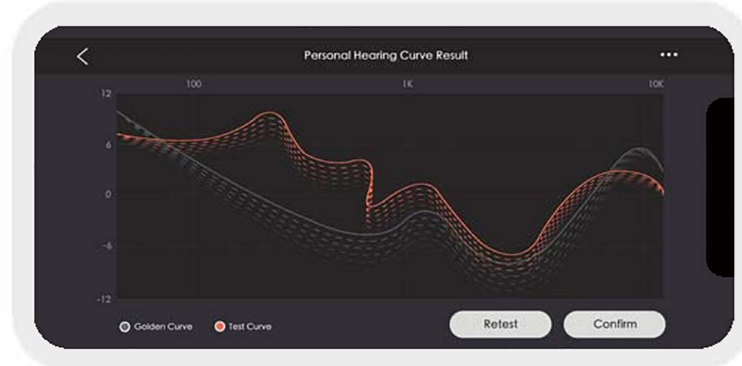 Personal Hearing Curve Result
100 1K 10K
12
6
0
-6
-12
Golden Curve Test Curve
Retest Confirm